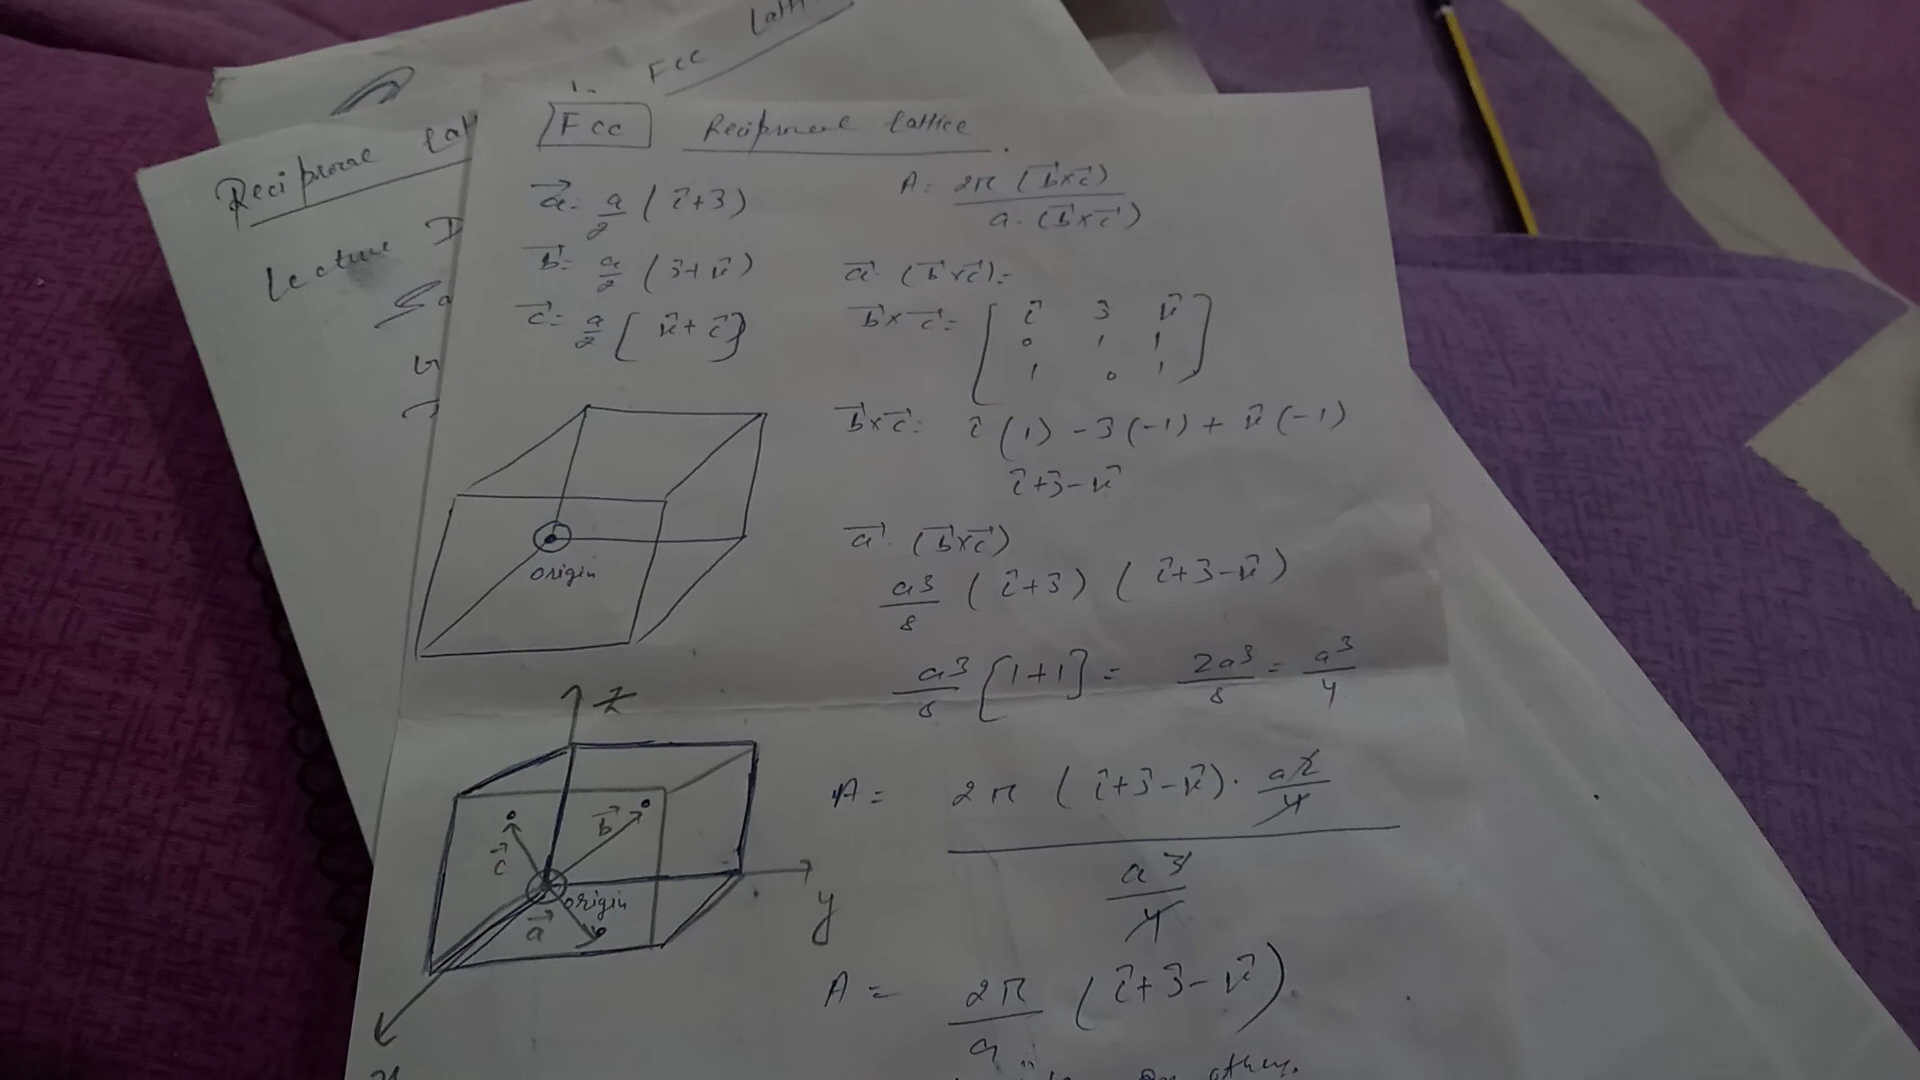 FCC Lattice
Reciprocal Lat
Lecture D
Fcc Reciprocal Lattice
a⃗ = a/2 ( i⃗+j⃗ )
A = 2π (b⃗×c⃗) / a·(b⃗×c⃗)
b⃗ = a/2 ( j⃗+k⃗ )
a⃗·(b⃗×c⃗) =
c⃗ = a/2 [ k⃗+i⃗ ]
b⃗×c⃗ = [ i⃗ j⃗ k⃗
0 1 1
1 0 1 ]
b⃗×c⃗ = i⃗ (1) - j⃗ (-1) + k⃗ (-1)
i⃗+j⃗-k⃗
origin
a⃗·(b⃗×c⃗)
a³/8 ( i⃗+j⃗ ) ( i⃗+j⃗-k⃗ )
a³/8 [1+1] = 2a³/8 = a³/4
z
b⃗
c⃗
origin
a⃗
y
x
A = 2π ( i⃗+j⃗-k⃗ )· a²/4
a³/4
A = 2π/a ( i⃗+j⃗-k⃗ ).